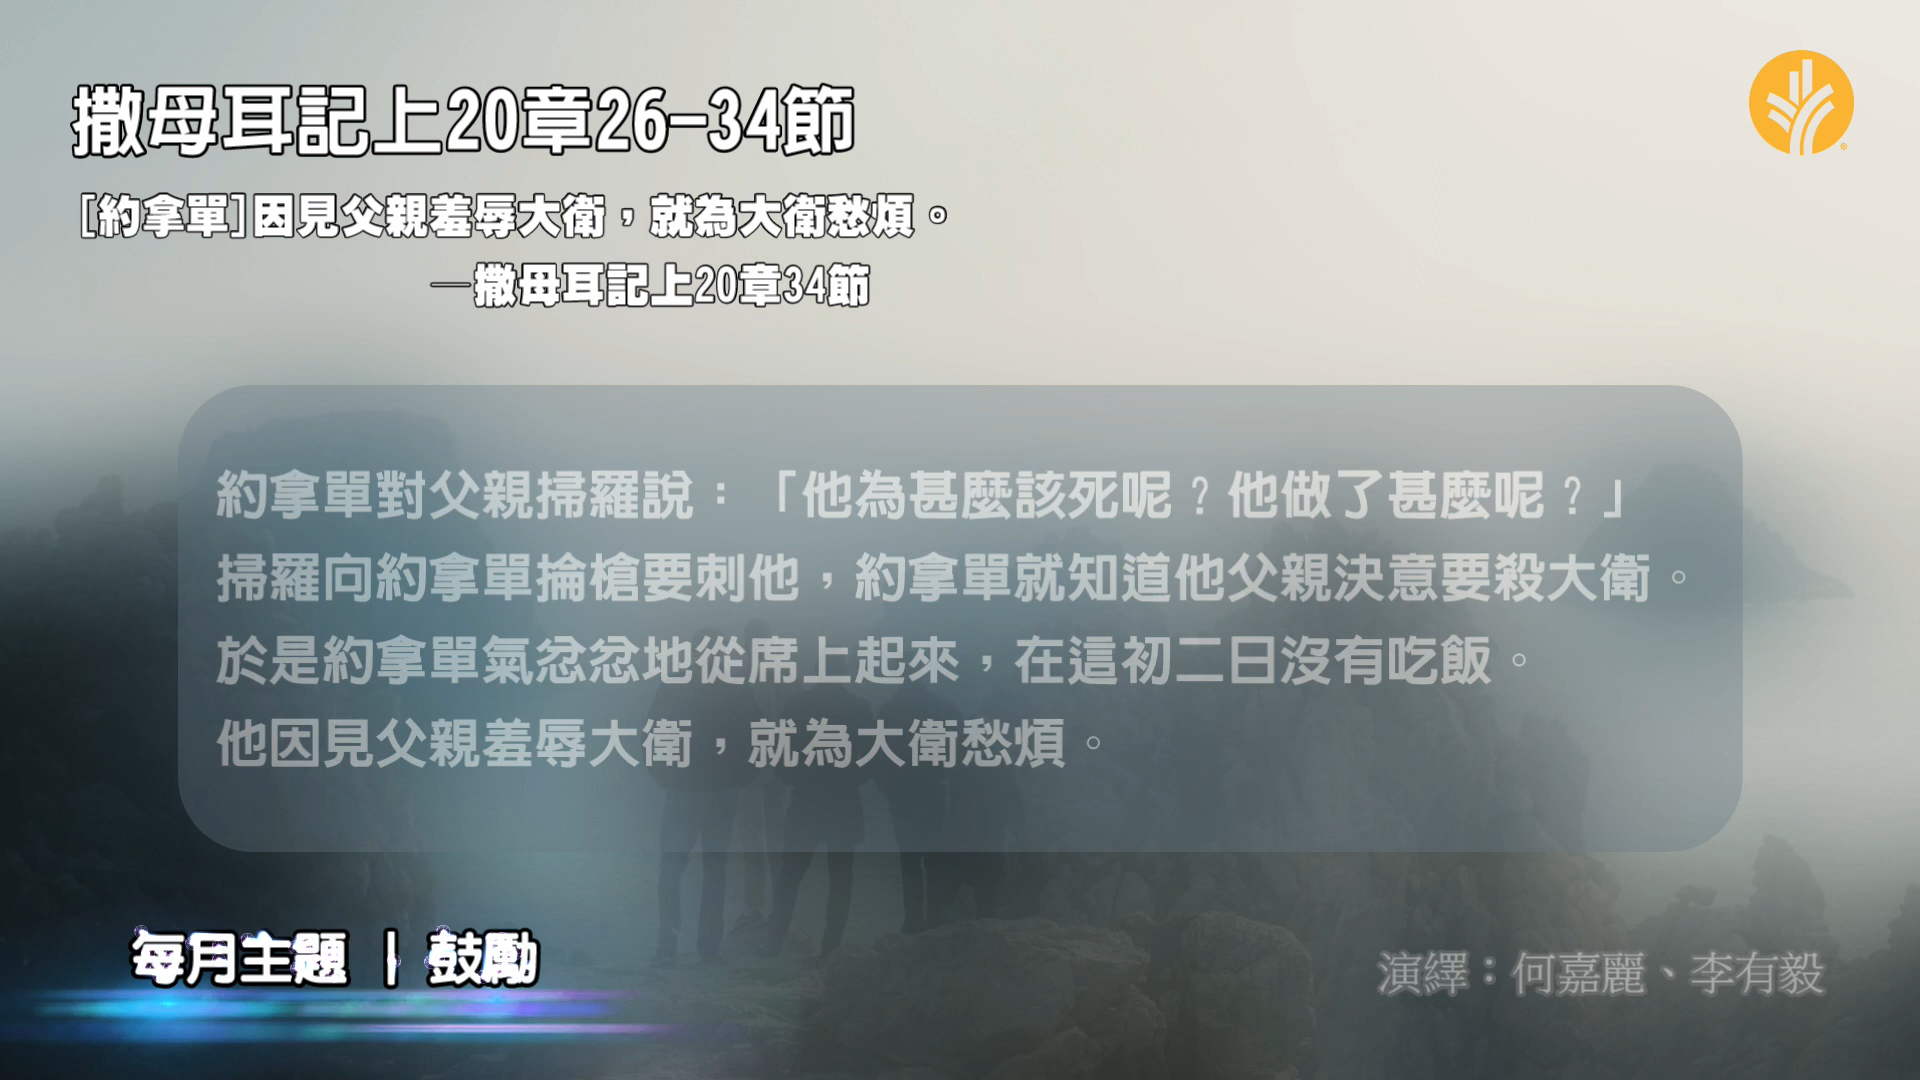 撒母耳記上20章26-34節
[約拿單]因見父親羞辱大衛，就為大衛愁煩。
—撒母耳記上20章34節
約拿單對父親掃羅說：「他為甚麼該死呢？他做了甚麼呢？」
掃羅向約拿單掄槍要刺他，約拿單就知道他父親決意要殺大衛。
於是約拿單氣忿忿地從席上起來，在這初二日沒有吃飯。
他因見父親羞辱大衛，就為大衛愁煩。
每月主題 | 鼓勵
演繹：何嘉麗、李有毅